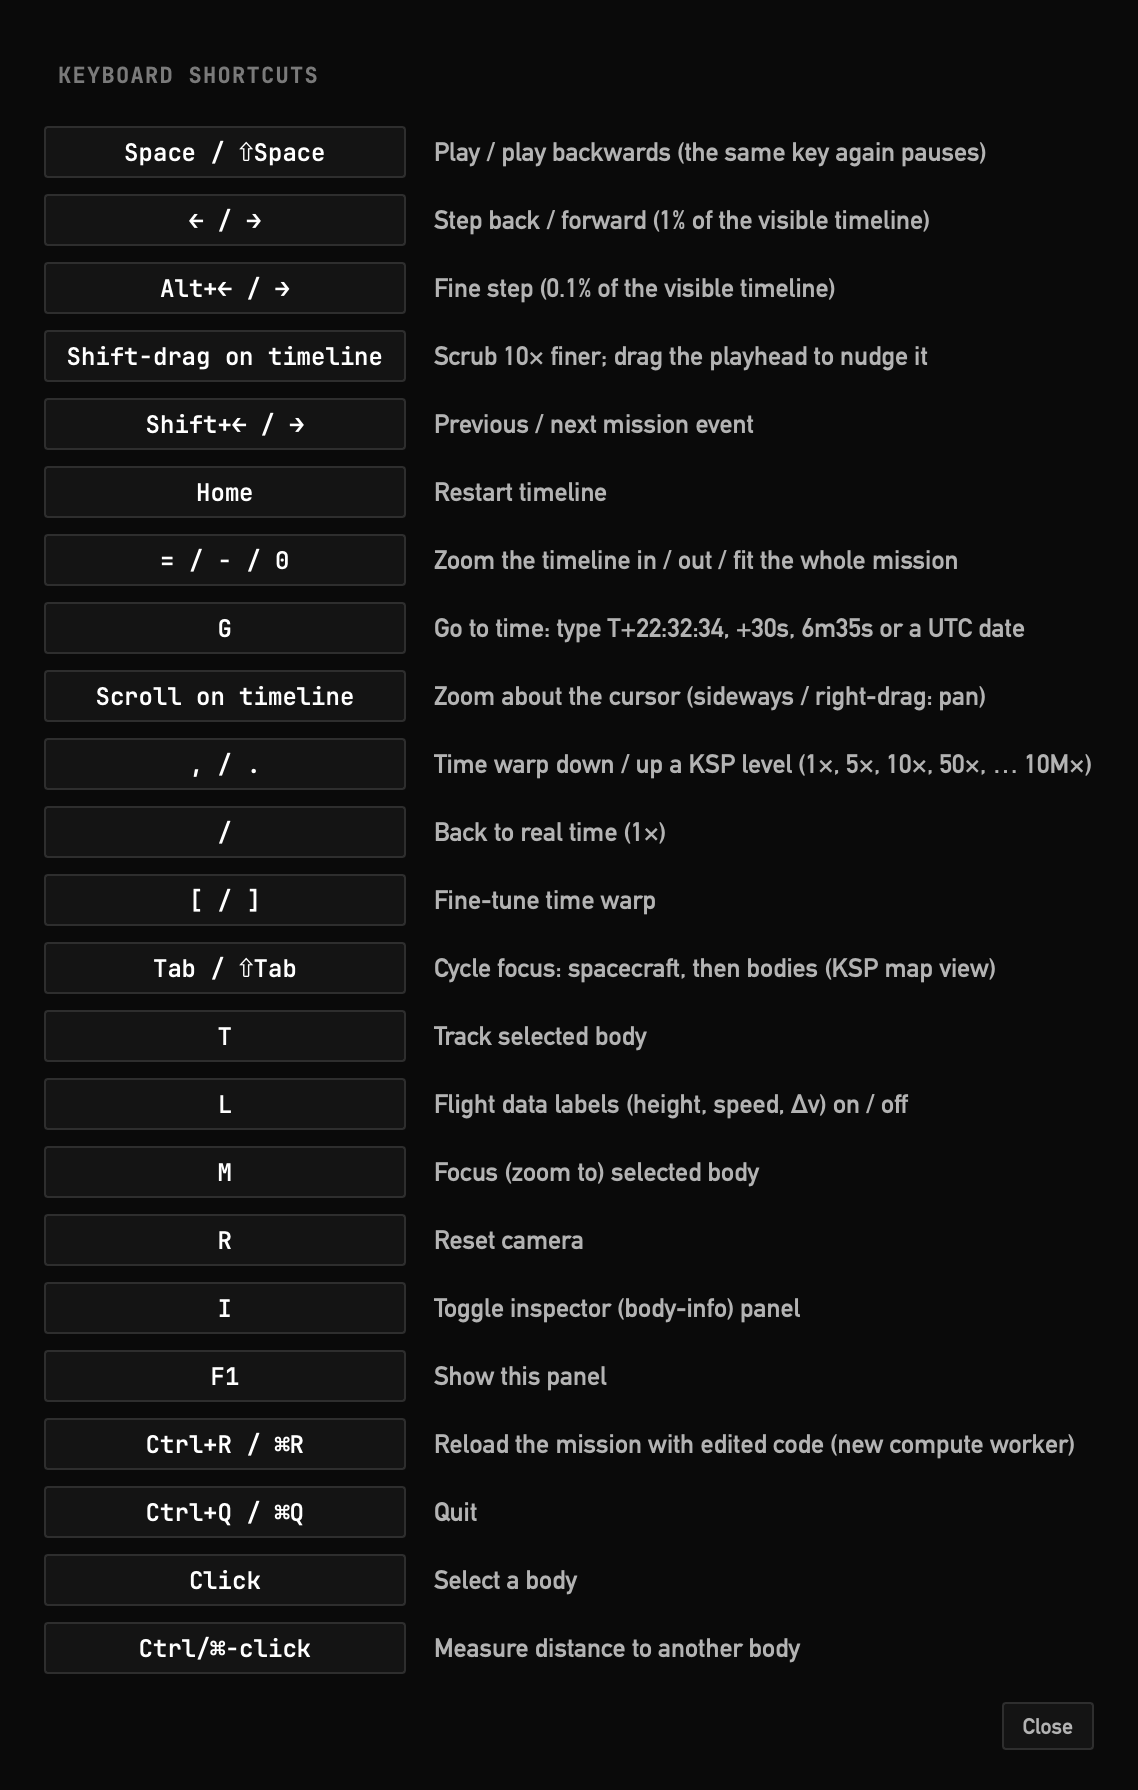 KEYBOARD SHORTCUTS
Space / ⇧Space Play / play backwards (the same key again pauses)
← / → Step back / forward (1% of the visible timeline)
Alt+← / → Fine step (0.1% of the visible timeline)
Shift-drag on timeline Scrub 10× finer; drag the playhead to nudge it
Shift+← / → Previous / next mission event
Home Restart timeline
= / - / 0 Zoom the timeline in / out / fit the whole mission
G Go to time: type T+22:32:34, +30s, 6m35s or a UTC date
Scroll on timeline Zoom about the cursor (sideways / right-drag: pan)
, / . Time warp down / up a KSP level (1×, 5×, 10×, 50×, … 10M×)
/ Back to real time (1×)
[ / ] Fine-tune time warp
Tab / ⇧Tab Cycle focus: spacecraft, then bodies (KSP map view)
T Track selected body
L Flight data labels (height, speed, Δv) on / off
M Focus (zoom to) selected body
R Reset camera
I Toggle inspector (body-info) panel
F1 Show this panel
Ctrl+R / ⌘R Reload the mission with edited code (new compute worker)
Ctrl+Q / ⌘Q Quit
Click Select a body
Ctrl/⌘-click Measure distance to another body
Close